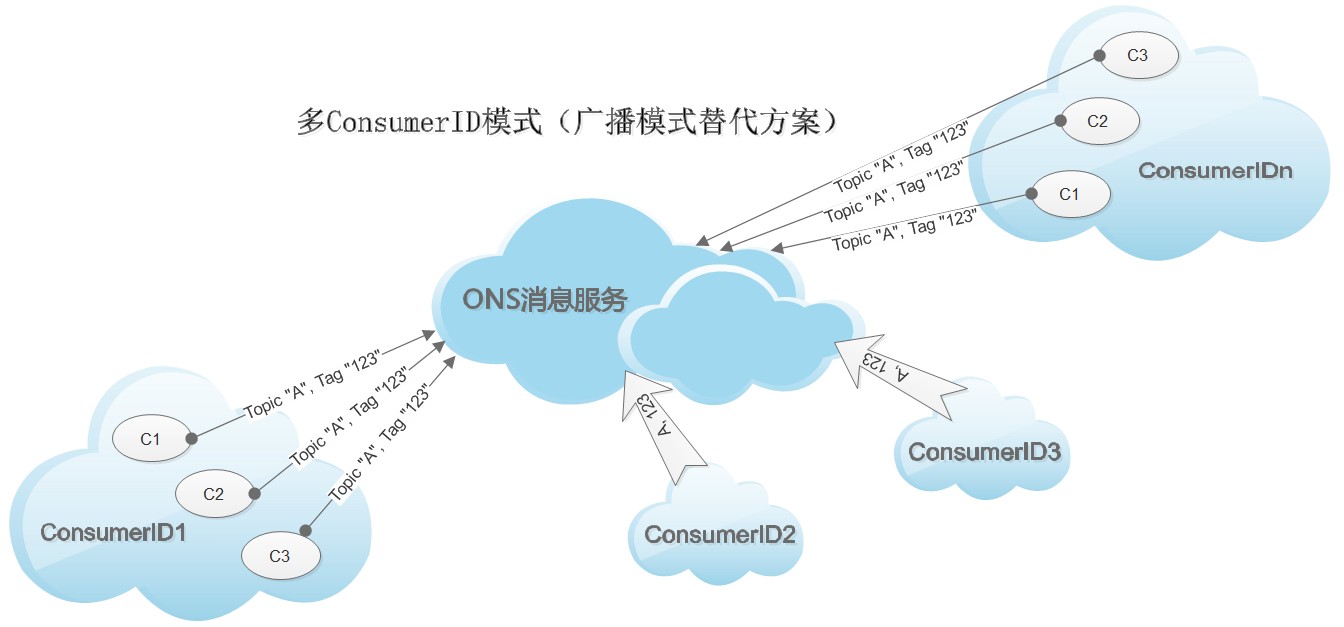 多ConsumerID模式（广播模式替代方案）
C3
C2
C1
ConsumerIDn
Topic "A", Tag "123"
Topic "A", Tag "123"
Topic "A", Tag "123"
ONS消息服务
Topic "A", Tag "123"
Topic "A", Tag "123"
Topic "A", Tag "123"
C1
C2
C3
ConsumerID1
A, 123
A, 123
ConsumerID2
ConsumerID3